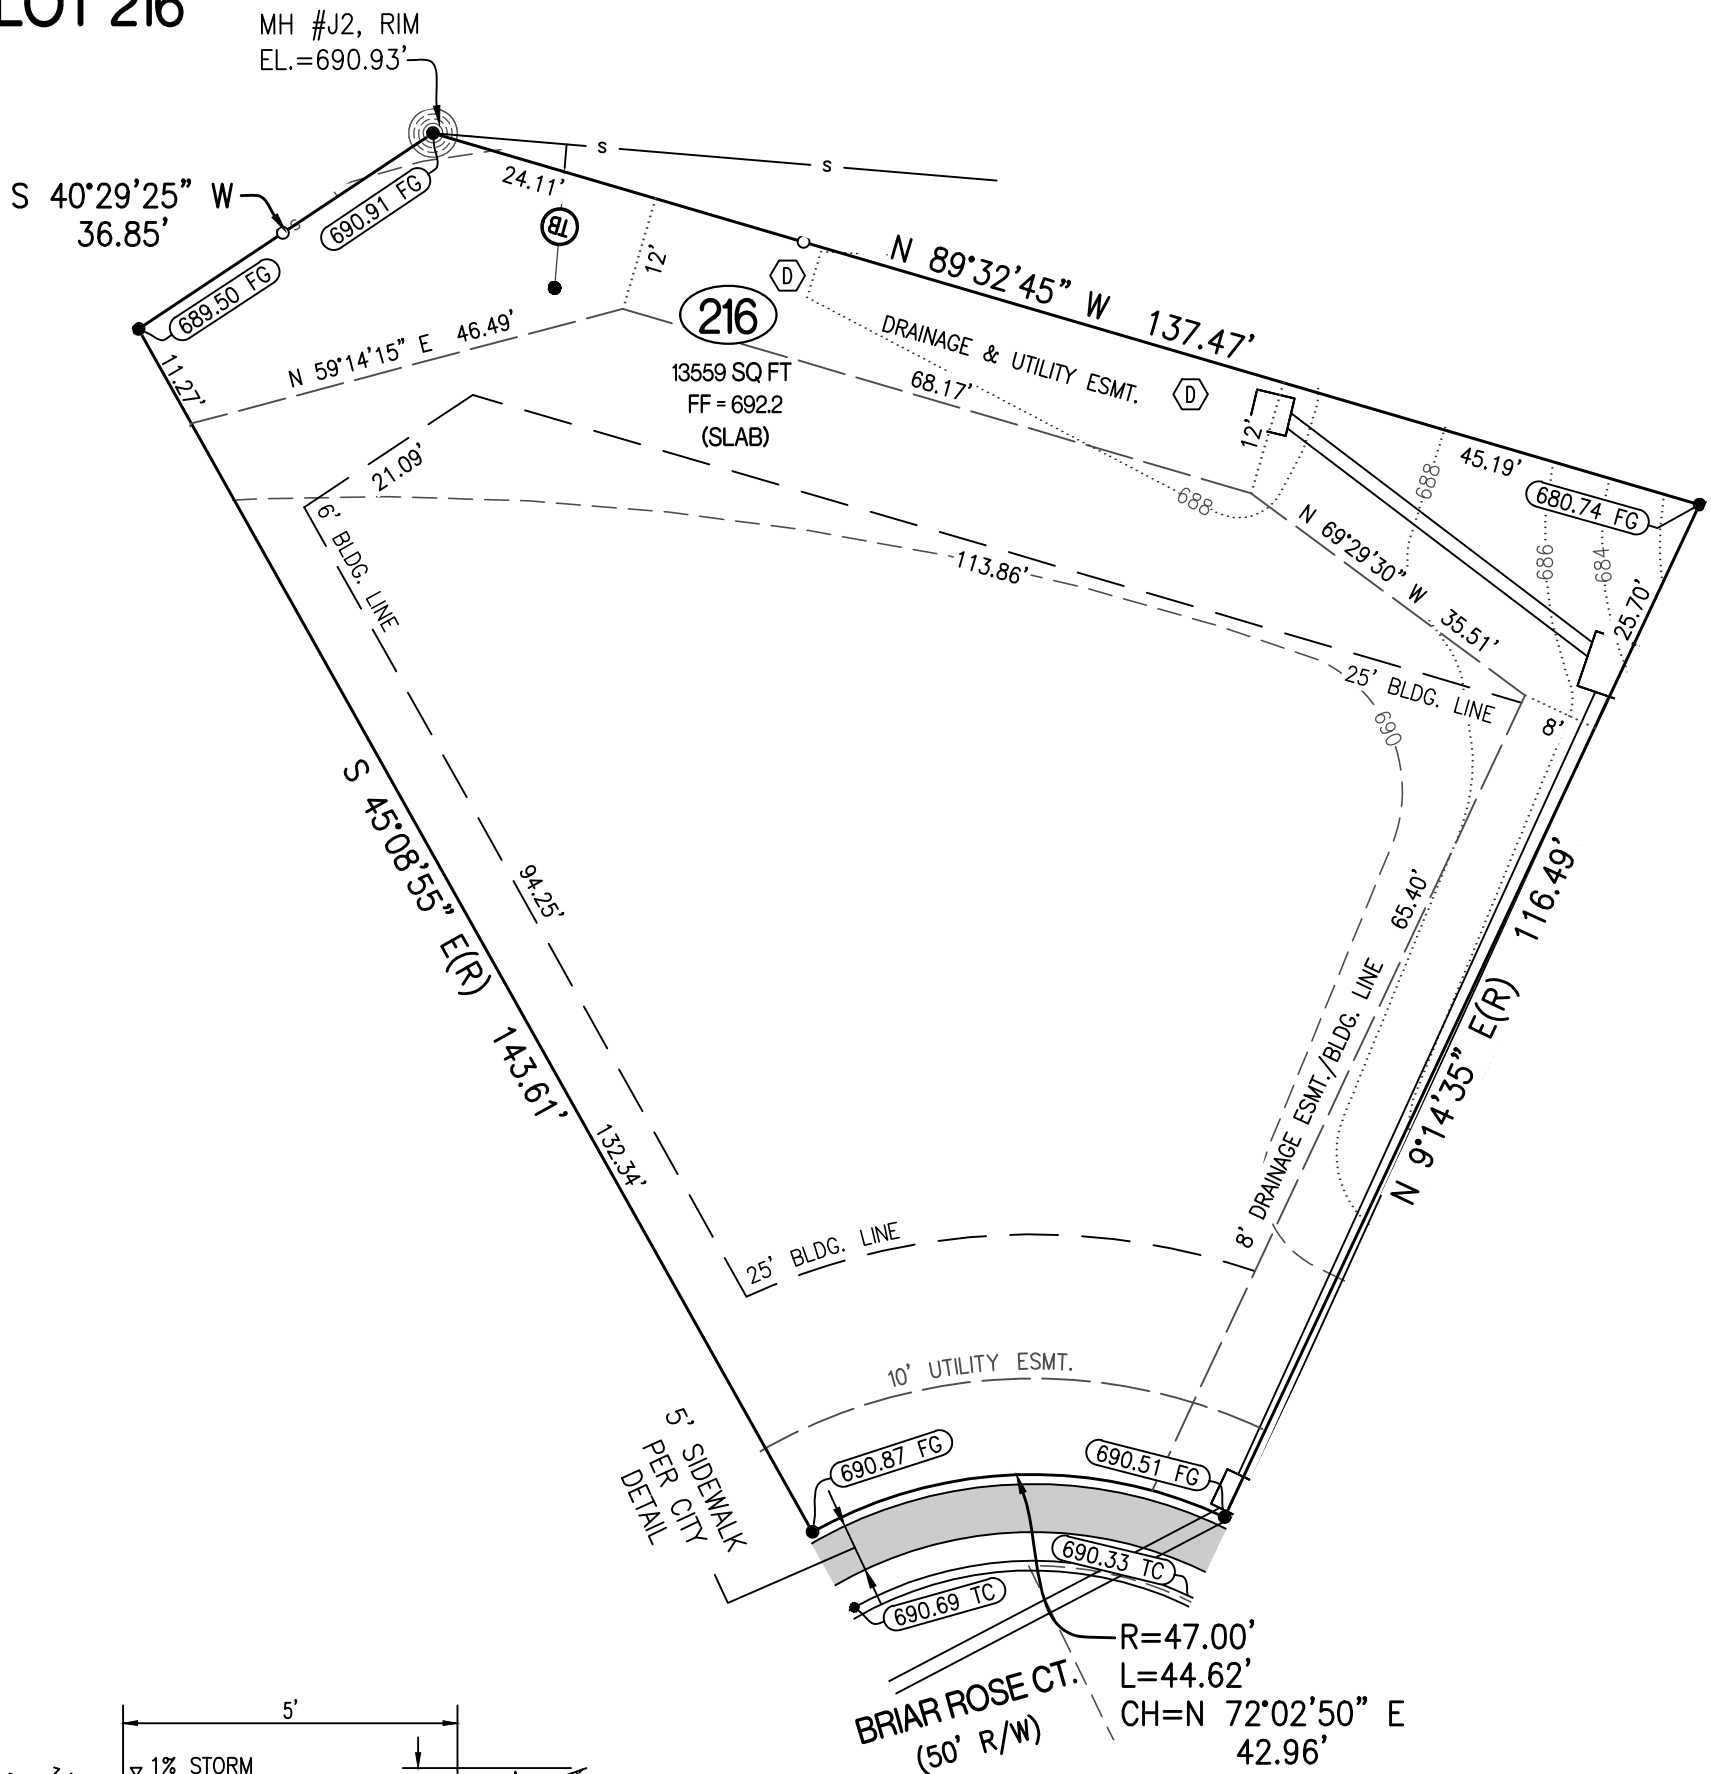 LOT 216
MH #J2, RIM
EL.=690.93'
S 40°29'25" W
36.85'
690.91 FG
689.50 FG
24.11'
s
s
s
TB
12'
D
N 89°32'45" W 137.47'
216
13559 SQ FT
FF = 692.2
(SLAB)
DRAINAGE & UTILITY ESMT.
D
68.17'
12'
11.27'
N 59°14'15" E 46.49'
21.09'
6' BLDG. LINE
113.86'
688
688
45.19'
680.74 FG
N 69°29'30" W 35.51'
686
684
25.70'
25' BLDG. LINE
8'
690
S 45°08'55" E(R) 143.61'
94.25'
132.34'
65.40'
8' DRAINAGE ESMT./BLDG. LINE
N 9°14'35" E(R) 116.49'
25' BLDG. LINE
10' UTILITY ESMT.
5' SIDEWALK
PER CITY
DETAIL
690.87 FG
690.51 FG
690.33 TC
690.69 TC
R=47.00'
L=44.62'
CH=N 72°02'50" E
42.96'
BRIAR ROSE CT.
(50' R/W)
5'
1% STORM